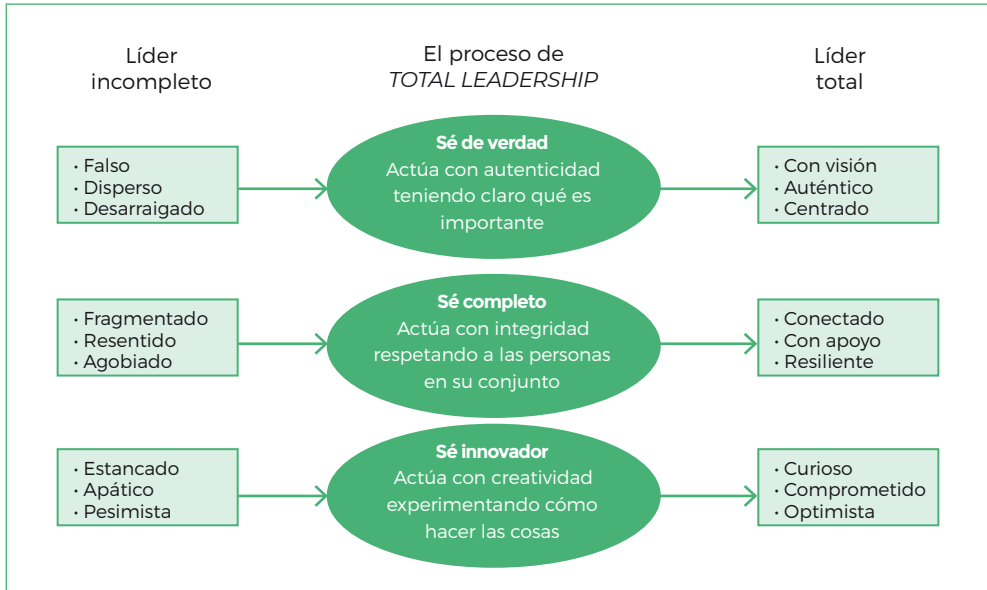 Líder
incompleto
El proceso de
TOTAL LEADERSHIP
Líder
total
• Falso
• Disperso
• Desarraigado
Sé de verdad
Actúa con autenticidad
teniendo claro qué es
importante
• Con visión
• Auténtico
• Centrado
• Fragmentado
• Resentido
• Agobiado
Sé completo
Actúa con integridad
respetando a las personas
en su conjunto
• Conectado
• Con apoyo
• Resiliente
• Estancado
• Apático
• Pesimista
Sé innovador
Actúa con creatividad
experimentando cómo
hacer las cosas
• Curioso
• Comprometido
• Optimista